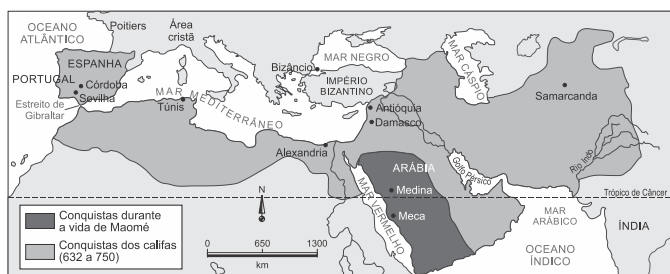 OCEANO
ATLÂNTICO
Poitiers
Área
cristã
ESPANHA
PORTUGAL
Córdoba
Sevilha
Estreito de
Gibraltar
MAR MEDITERRÂNEO
Túnis
Bizâncio
MAR NEGRO
IMPÉRIO
BIZANTINO
MAR CÁSPIO
Samarcanda
Antióquia
Damasco
Alexandria
ARÁBIA
Golfo Pérsico
Rio Indo
Medina
Meca
MAR VERMELHO
Trópico de Câncer
MAR
ARÁBICO
ÍNDIA
OCEANO
ÍNDICO
N
0 650 1300
km
Conquistas durante
a vida de Maomé
Conquistas dos califas
(632 a 750)